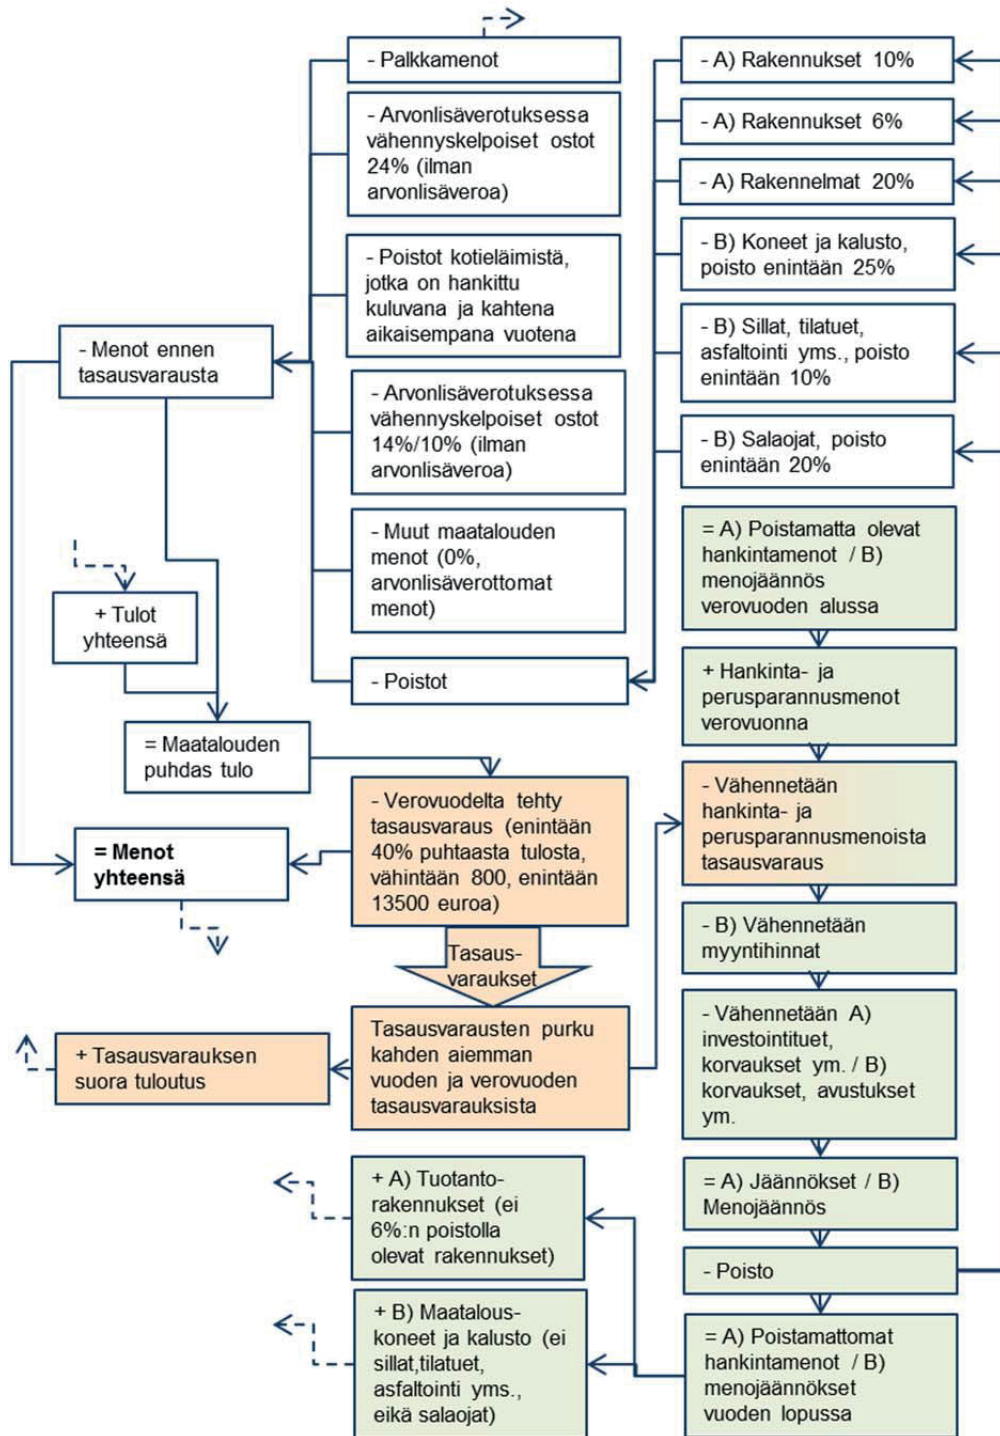 - Palkkamenot
- Arvonlisäverotuksessa
vähennyskelpoiset ostot
24% (ilman
arvonlisäveroa)
- Poistot kotieläimistä,
jotka on hankittu
kuluvana ja kahtena
aikaisempana vuotena
- Menot ennen
tasausvarausta
- Arvonlisäverotuksessa
vähennyskelpoiset ostot
14%/10% (ilman
arvonlisäveroa)
- Muut maatalouden
menot (0%,
arvonlisäverottomat
menot)
+ Tulot
yhteensä
- Poistot
= Maatalouden
puhdas tulo
- Verovuodelta tehty
tasausvaraus (enintään
40% puhtaasta tulosta,
vähintään 800, enintään
13500 euroa)
= Menot
yhteensä
Tasaus-
varaukset
Tasausvarausten purku
kahden aiemman
vuoden ja verovuoden
tasausvarauksista
+ Tasausvarauksen
suora tuloutus
- A) Rakennukset 10%
- A) Rakennukset 6%
- A) Rakennelmat 20%
- B) Koneet ja kalusto,
poisto enintään 25%
- B) Sillat, tilatuet,
asfaltointi yms., poisto
enintään 10%
- B) Salaojat, poisto
enintään 20%
= A) Poistamatta olevat
hankintamenot / B)
menojäännös
verovuoden alussa
+ Hankinta- ja
perusparannusmenot
verovuonna
- Vähennetään
hankinta- ja
perusparannusmenoista
tasausvaraus
- B) Vähennetään
myyntihinnat
- Vähennetään A)
investointituet,
korvaukset ym. / B)
korvaukset, avustukset
ym.
= A) Jäännökset / B)
Menojäännös
- Poisto
= A) Poistamattomat
hankintamenot / B)
menojäännökset
vuoden lopussa
+ A) Tuotanto-
rakennukset (ei
6%:n poistolla
olevat rakennukset)
+ B) Maatalous-
koneet ja kalusto (ei
sillat,tilatuet,
asfaltointi yms.,
eikä salaojat)